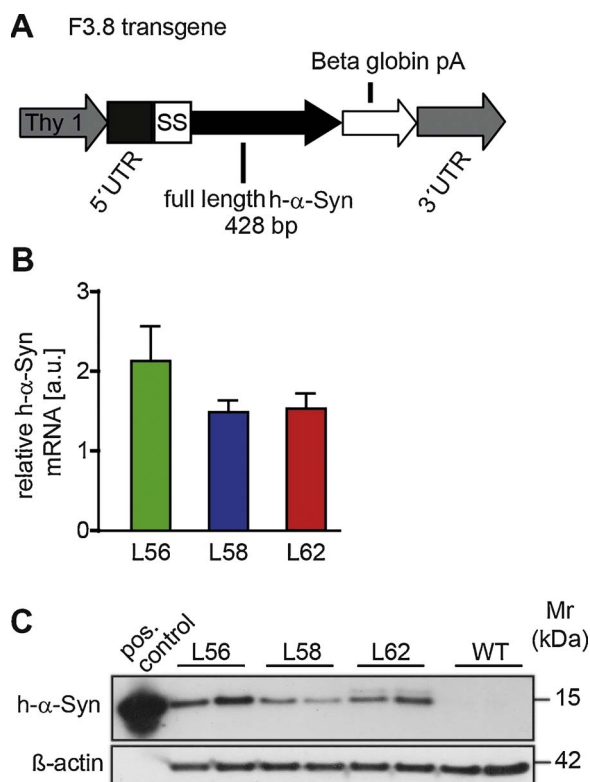 A F3.8 transgene
Beta globin pA
Thy 1
SS
5´UTR
full length h-α-Syn
428 bp
3´UTR
B
3
2
1
0
relative h-α-Syn
mRNA [a.u.]
L56 L58 L62
C
pos.
control
L56 L58 L62 WT
Mr
(kDa)
h-α-Syn
15
ß-actin
42